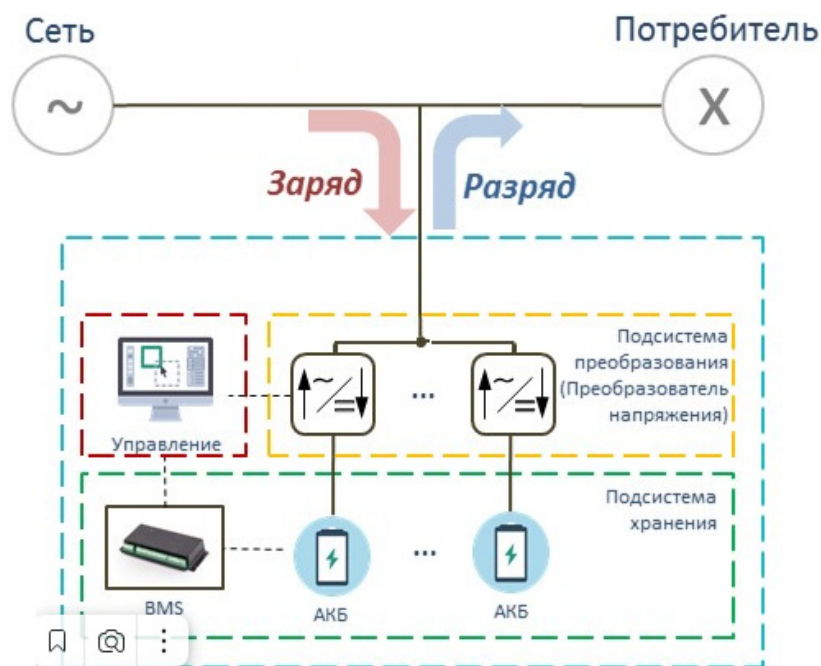 Сеть
Потребитель
~
X
Заряд
Разряд
Подсистема
преобразования
(Преобразователь
напряжения)
~
=
...
~
=
Управление
Подсистема
хранения
...
BMS
АКБ
АКБ